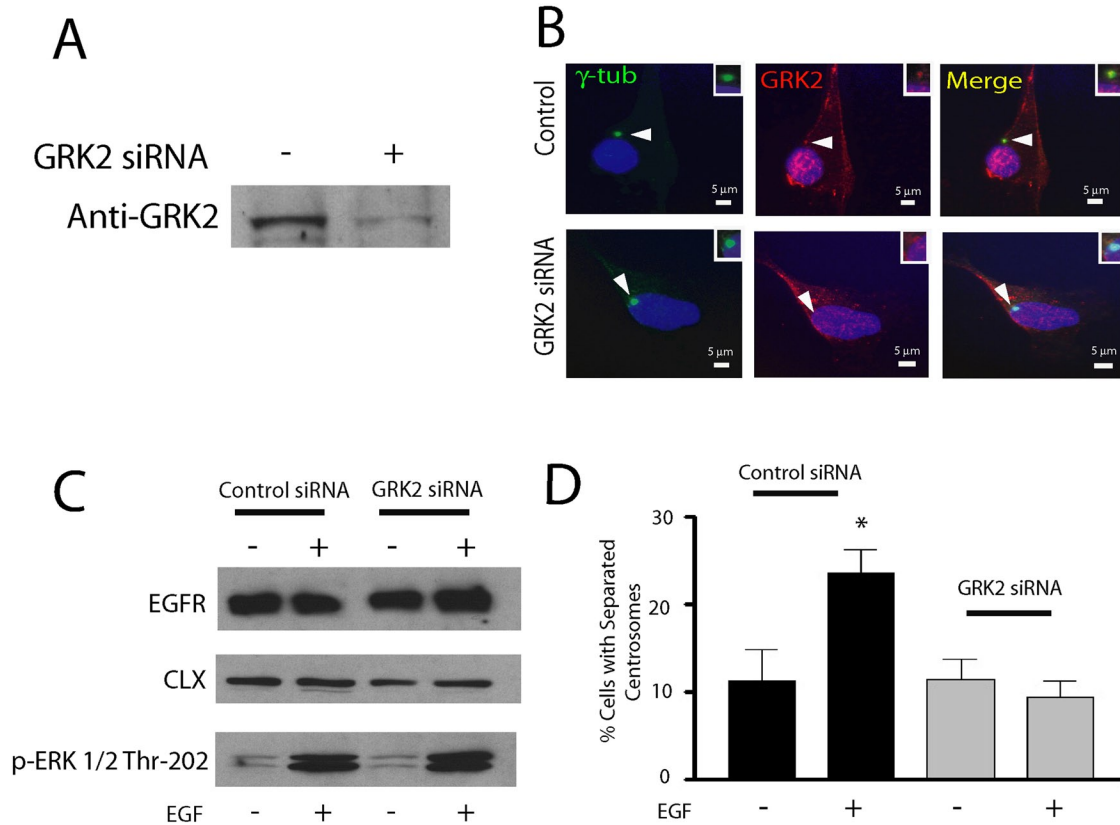 A
GRK2 siRNA - +
Anti-GRK2
B
γ-tub GRK2 Merge
Control
5 μm 5 μm 5 μm
GRK2 siRNA
5 μm 5 μm 5 μm
C
Control siRNA GRK2 siRNA
- + - +
EGFR
CLX
p-ERK 1/2 Thr-202
EGF - + - +
D
Control siRNA
30
*
GRK2 siRNA
20
% Cells with Separated
Centrosomes
10
0
EGF - + - +